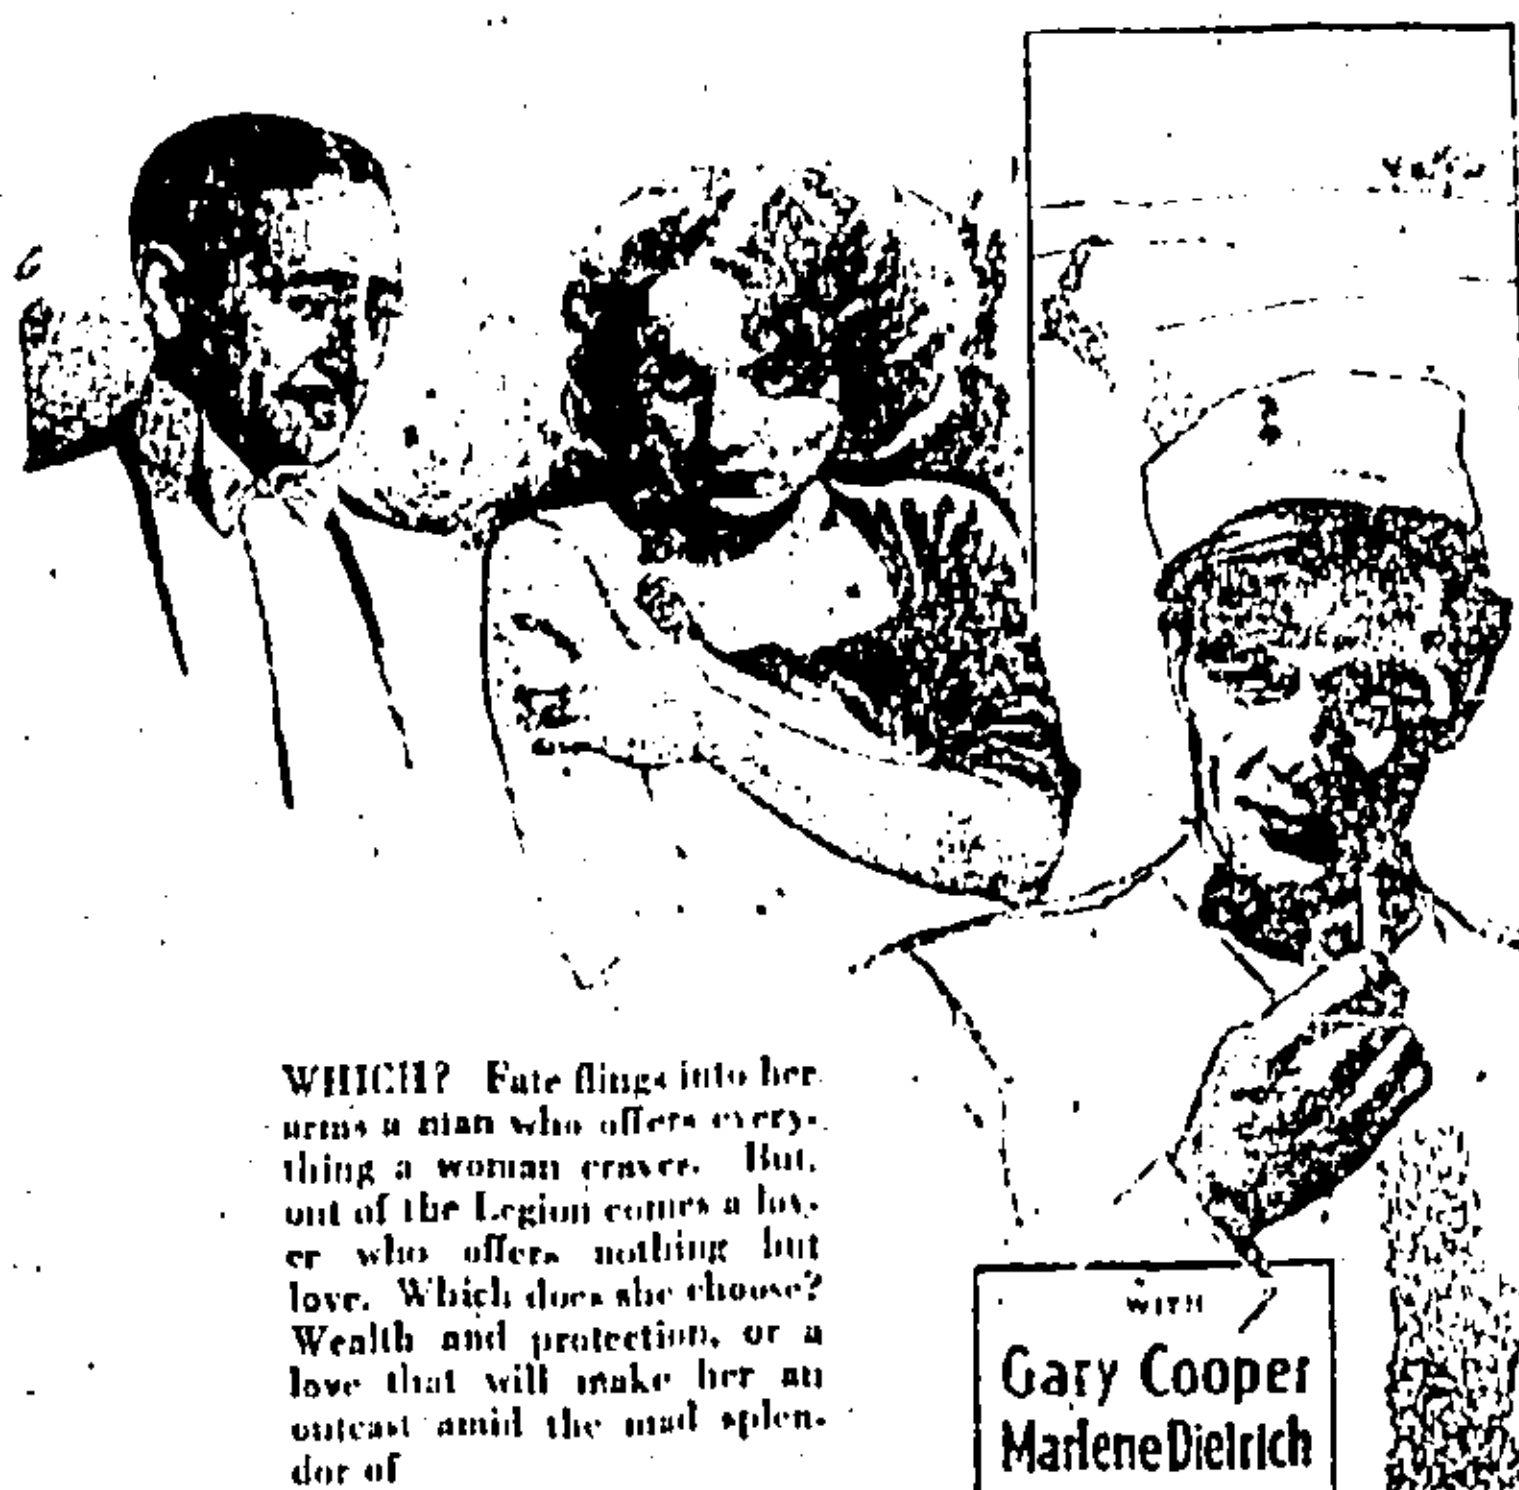 WHICH? Fate flings into her
arms a man who offers every-
thing a woman craves. But,
out of the Legion comes a lov-
er who offers nothing but
love. Which does she choose?
Wealth and protection, or a
love that will make her an
outcast amid the mad splen-
dor of
WITH
Gary Cooper
Marlene Dietrich